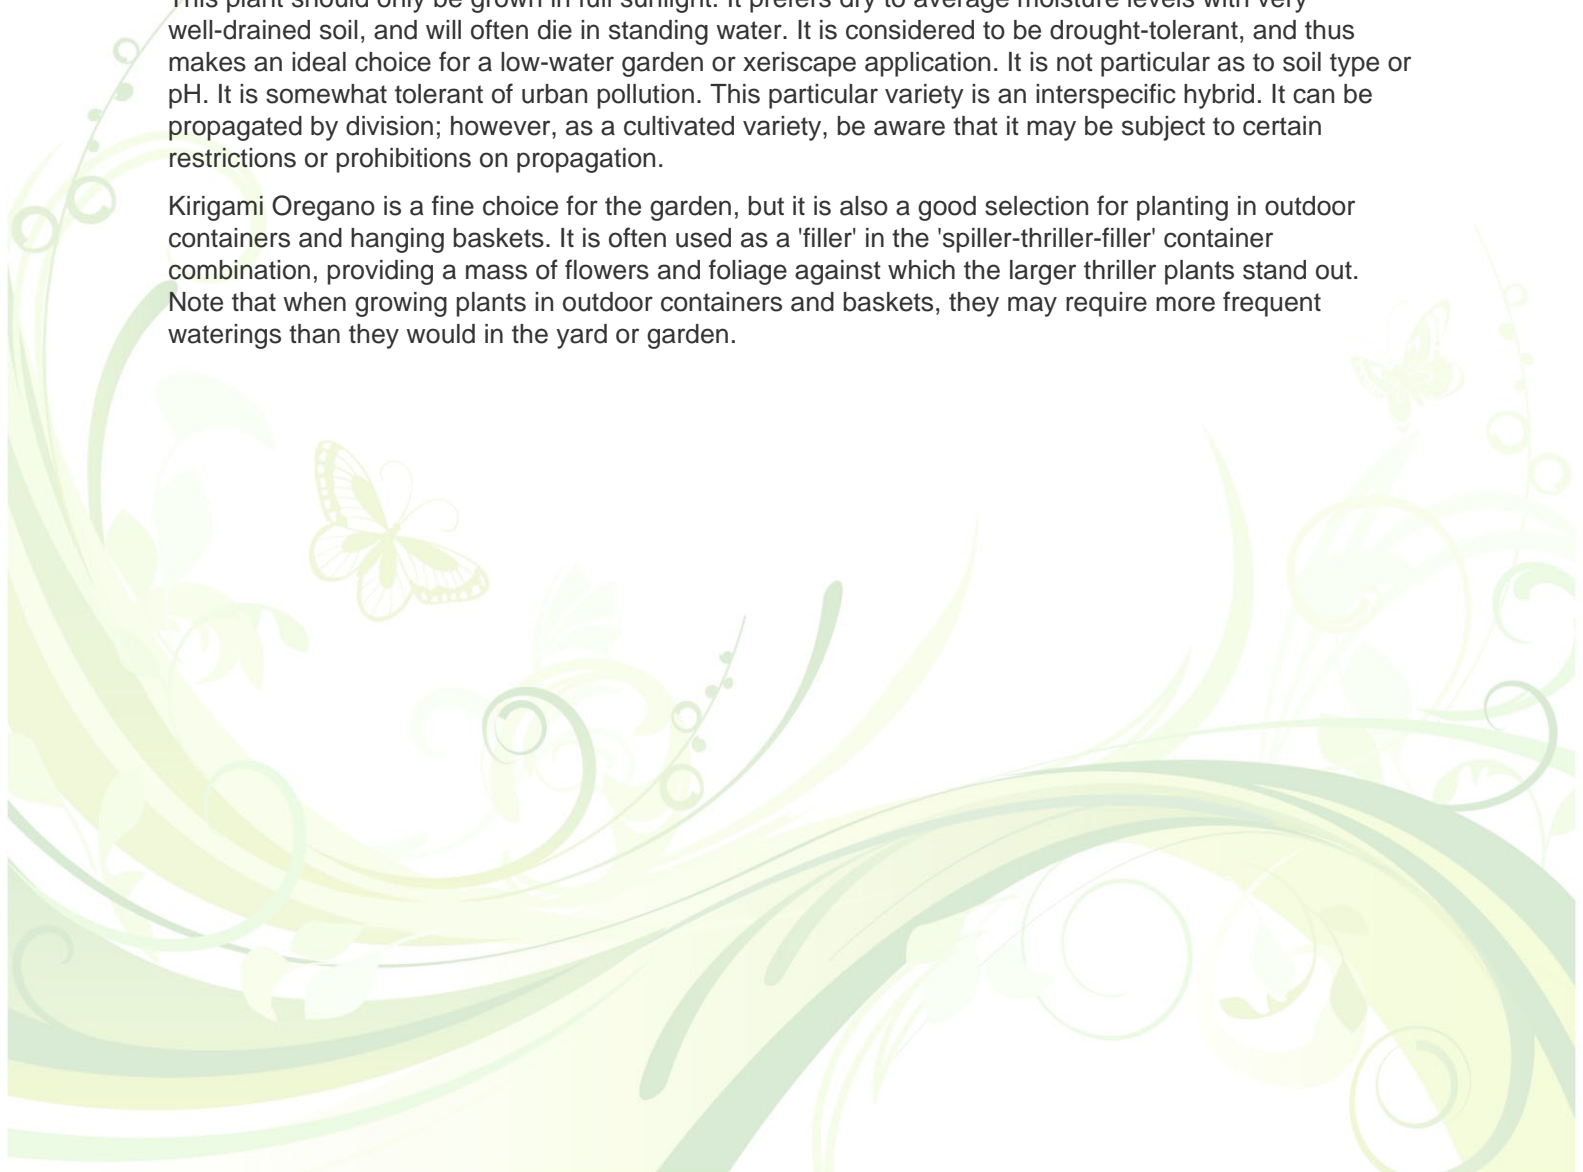 This plant should only be grown in full sunlight. It prefers dry to average moisture levels with very
well-drained soil, and will often die in standing water. It is considered to be drought-tolerant, and thus
makes an ideal choice for a low-water garden or xeriscape application. It is not particular as to soil type or
pH. It is somewhat tolerant of urban pollution. This particular variety is an interspecific hybrid. It can be
propagated by division; however, as a cultivated variety, be aware that it may be subject to certain
restrictions or prohibitions on propagation.
Kirigami Oregano is a fine choice for the garden, but it is also a good selection for planting in outdoor
containers and hanging baskets. It is often used as a 'filler' in the 'spiller-thriller-filler' container
combination, providing a mass of flowers and foliage against which the larger thriller plants stand out.
Note that when growing plants in outdoor containers and baskets, they may require more frequent
waterings than they would in the yard or garden.